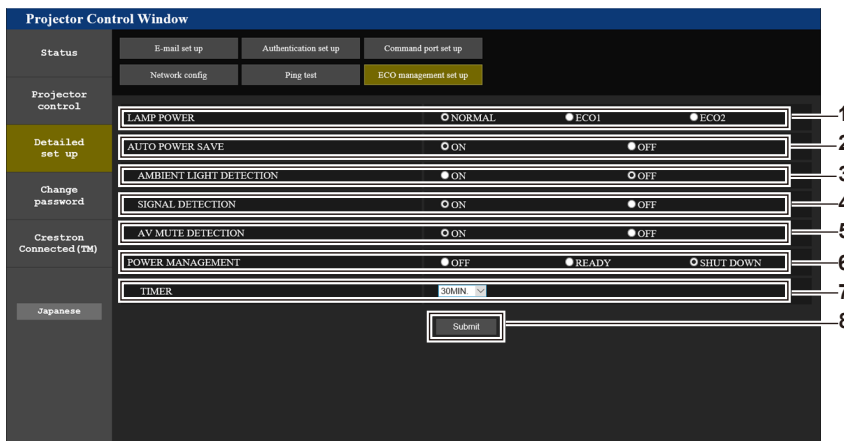 Projector Control Window
Status
E-mail set up
Authentication set up
Command port set up
Network config
Ping test
ECO management set up
Projector
control
Detailed
set up
Change
password
Crestron
Connected(TM)
Japanese
LAMP POWER NORMAL ECO1 ECO2 1
AUTO POWER SAVE ON OFF 2
AMBIENT LIGHT DETECTION ON OFF 3
SIGNAL DETECTION ON OFF 4
AV MUTE DETECTION ON OFF 5
POWER MANAGEMENT OFF READY SHUT DOWN 6
TIMER 30MIN. 7
Submit 8